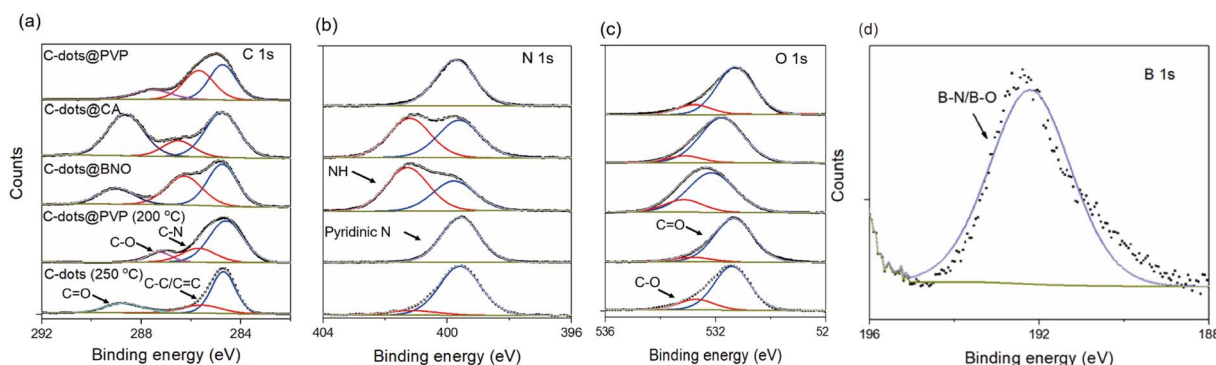 (a)
C 1s
C-dots@PVP
C-dots@CA
C-dots@BNO
C-dots@PVP (200 °C)
C-N
C-O
C-dots (250 °C)
C-C/C=C
C=O
Counts
292 288 284
Binding energy (eV)
(b)
N 1s
NH
Pyridinic N
404 400 396
Binding energy (eV)
(c)
O 1s
C=O
C-O
536 532 52
Binding energy (eV)
(d)
B 1s
B-N/B-O
Counts
196 192 188
Binding energy (eV)